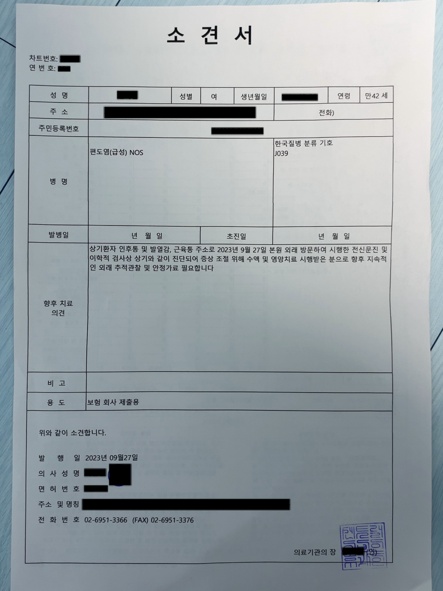 소 견 서
차트번호:
연 번 호:
성 명 성별 여 생년월일 연령 만42 세
주 소 전화)
주민등록번호
병 명 편도염(급성) NOS
한국질병 분류 기호
J039
발병일 년 월 일 초진일 년 월 일
상기환자 인후통 및 발열감, 근육통 주소로 2023년 9월 27일 본원 외래 방문하여 시행한 전신문진 및
이학적 검사상 상기와 같이 진단되어 증상 조절 위해 수액 및 영양치료 시행받은 분으로 향후 지속적
인 외래 추적관찰 및 안정가료 필요합니다
향후 치료
의견
비 고
용 도 보험 회사 제출용
위와 같이 소견합니다.
발 행 일 2023년 09월27일
의 사 성 명
면 허 번 호
주소 및 명칭
전 화 번 호 02-6951-3366 (FAX) 02-6951-3376
의료기관의 장